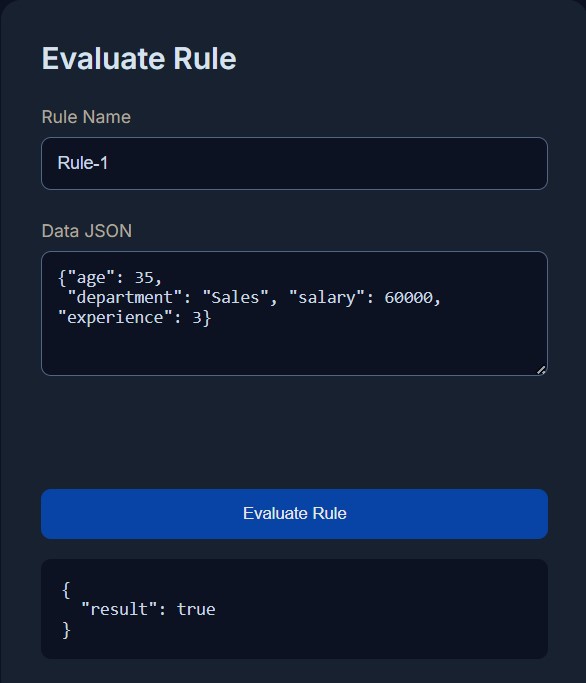 Evaluate Rule
Rule Name
Rule-1
Data JSON
{"age": 35,
 "department": "Sales", "salary": 60000,
"experience": 3}
Evaluate Rule
{
  "result": true
}